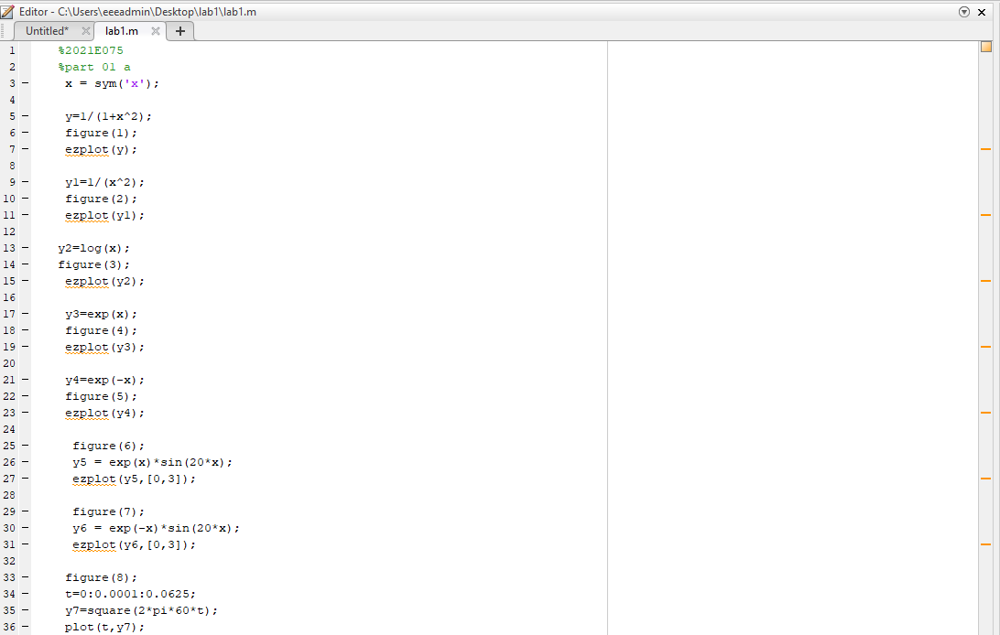 Editor - C:\Users\eeeadmin\Desktop\lab1\lab1.m
Untitled* lab1.m +
1 %2021E075
2 %part 01 a
3 - x = sym('x');
4
5 - y=1/(1+x^2);
6 - figure(1);
7 - ezplot(y);
8
9 - y1=1/(x^2);
10 - figure(2);
11 - ezplot(y1);
12
13 - y2=log(x);
14 - figure(3);
15 - ezplot(y2);
16
17 - y3=exp(x);
18 - figure(4);
19 - ezplot(y3);
20
21 - y4=exp(-x);
22 - figure(5);
23 - ezplot(y4);
24
25 - figure(6);
26 - y5 = exp(x)*sin(20*x);
27 - ezplot(y5,[0,3]);
28
29 - figure(7);
30 - y6 = exp(-x)*sin(20*x);
31 - ezplot(y6,[0,3]);
32
33 - figure(8);
34 - t=0:0.0001:0.0625;
35 - y7=square(2*pi*60*t);
36 - plot(t,y7);